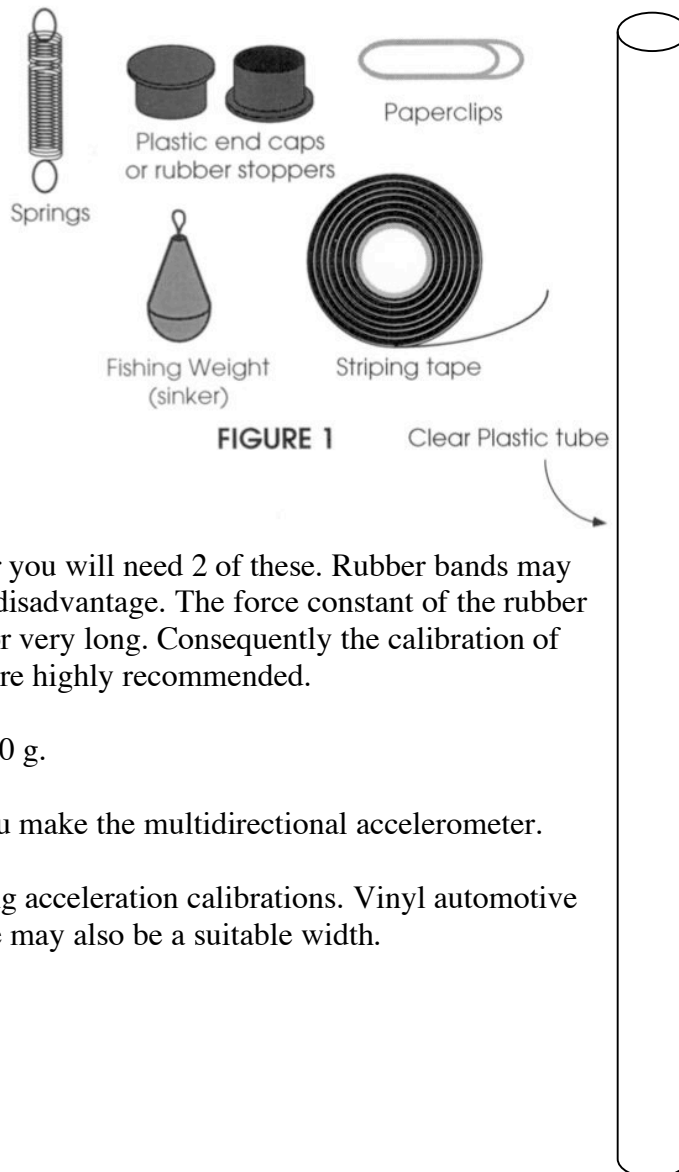 Paperclips
Plastic end caps
or rubber stoppers
Springs
Fishing Weight
(sinker)
Striping tape
FIGURE 1
Clear Plastic tube
you will need 2 of these. Rubber bands may
disadvantage. The force constant of the rubber
r very long. Consequently the calibration of
re highly recommended.
0 g.
u make the multidirectional accelerometer.
g acceleration calibrations. Vinyl automotive
e may also be a suitable width.